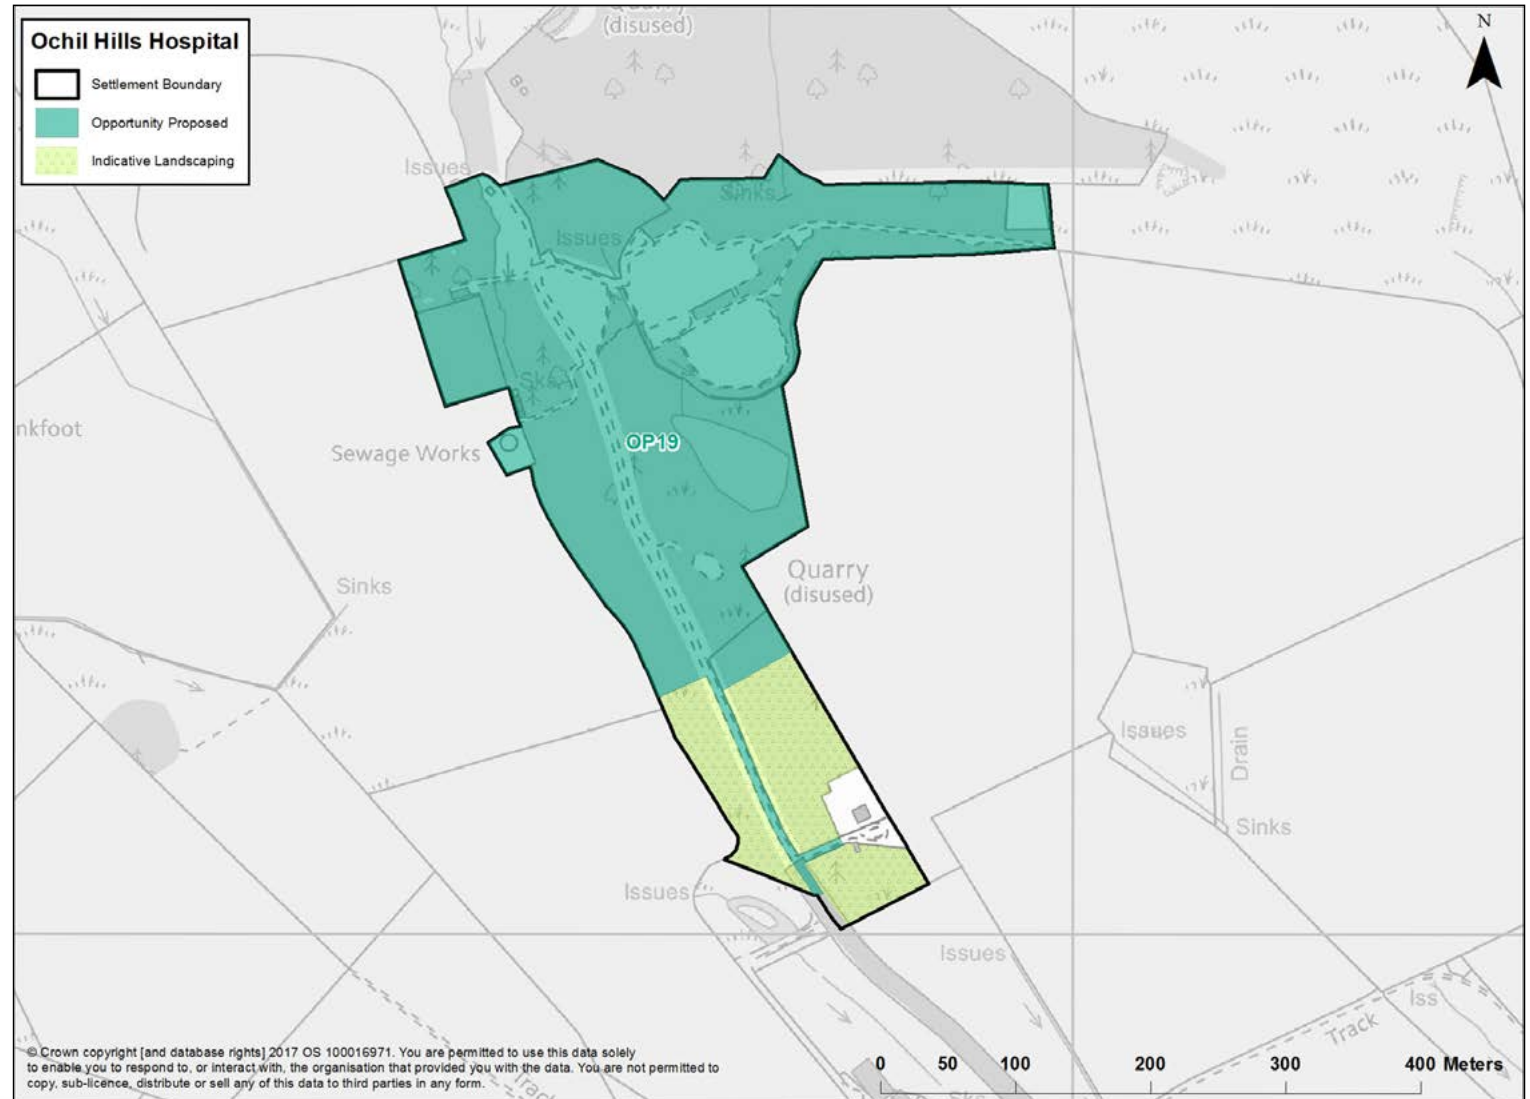 Ochil Hills Hospital
Settlement Boundary
Opportunity Proposed
Indicative Landscaping
Quarry
(disused)
N
Issues
Sinks
Issues
nkfoot
Sewage Works
OP19
Sks
Quarry
(disused)
Sinks
Issues
Drain
Sinks
Issues
Issues
Iss
Track
Track
Sks
© Crown copyright [and database rights] 2017 OS 100016971. You are permitted to use this data solely
to enable you to respond to, or interact with, the organisation that provided you with the data. You are not permitted to
copy, sub-licence, distribute or sell any of this data to third parties in any form.
0 50 100 200 300 400 Meters